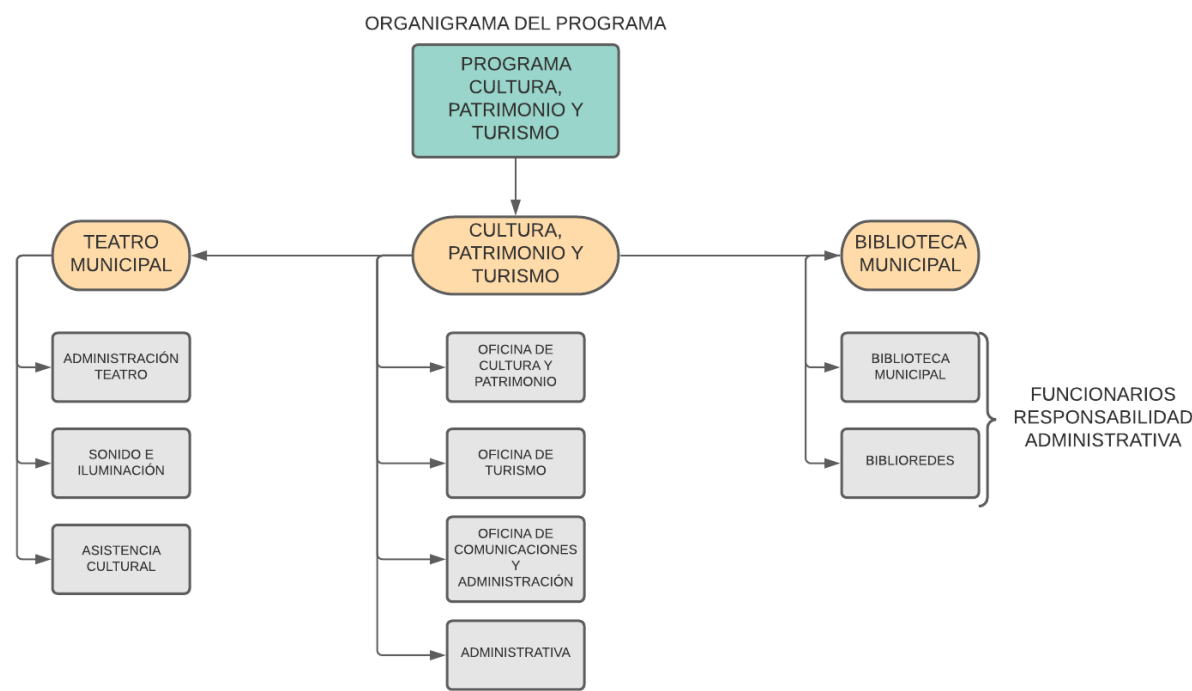 ORGANIGRAMA DEL PROGRAMA
PROGRAMA
CULTURA,
PATRIMONIO Y
TURISMO
TEATRO
MUNICIPAL
CULTURA,
PATRIMONIO Y
TURISMO
BIBLIOTECA
MUNICIPAL
ADMINISTRACIÓN
TEATRO
SONIDO E
ILUMINACIÓN
ASISTENCIA
CULTURAL
OFICINA DE
CULTURA Y
PATRIMONIO
OFICINA DE
TURISMO
OFICINA DE
COMUNICACIONES
Y
ADMINISTRACIÓN
ADMINISTRATIVA
BIBLIOTECA
MUNICIPAL
BIBLIOREDES
FUNCIONARIOS
RESPONSABILIDAD
ADMINISTRATIVA